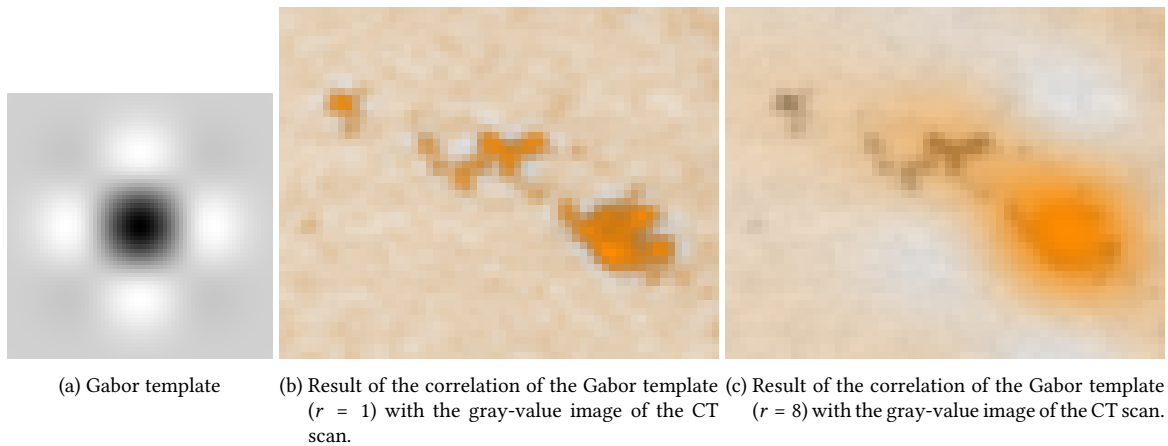 (a) Gabor template
(b) Result of the correlation of the Gabor template
(r = 1) with the gray-value image of the CT
scan.
(c) Result of the correlation of the Gabor template
(r = 8) with the gray-value image of the CT scan.